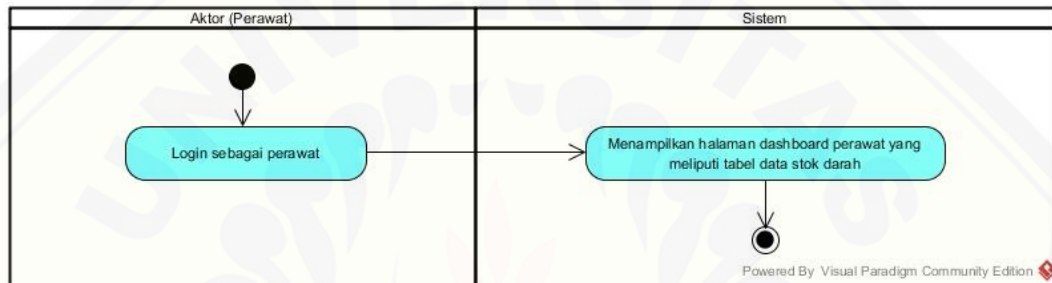 Aktor (Perawat)
Sistem
Login sebagai perawat
Menampilkan halaman dashboard perawat yang
meliputi tabel data stok darah
Powered By Visual Paradigm Community Edition
UNIVERSITAS